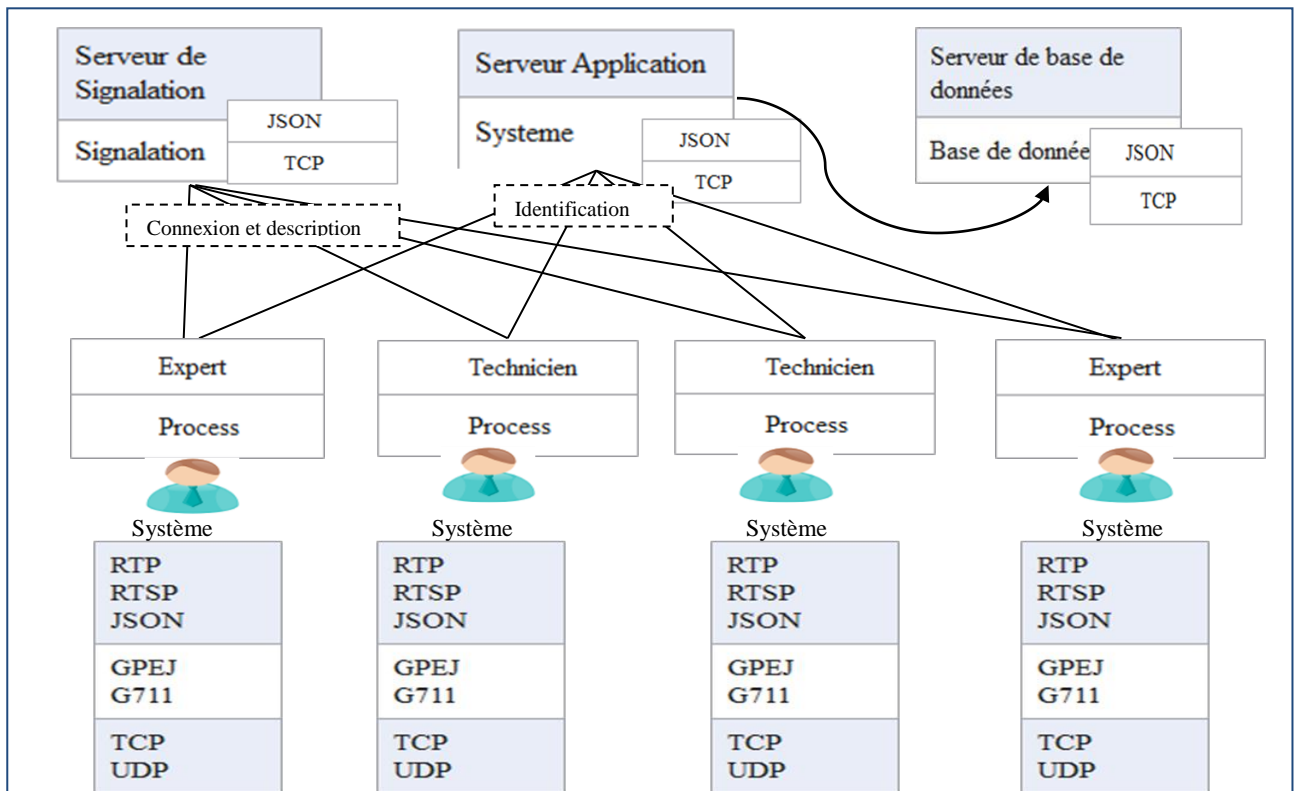 Serveur de
Signalation
Signalation
JSON
TCP
Serveur Application
Systeme
JSON
TCP
Serveur de base de
données
Base de donnée
JSON
TCP
Connexion et description
Identification
Expert
Process
Technicien
Process
Technicien
Process
Expert
Process
Système
Système
Système
Système
RTP
RTSP
JSON
GPEJ
G711
TCP
UDP
RTP
RTSP
JSON
GPEJ
G711
TCP
UDP
RTP
RTSP
JSON
GPEJ
G711
TCP
UDP
RTP
RTSP
JSON
GPEJ
G711
TCP
UDP